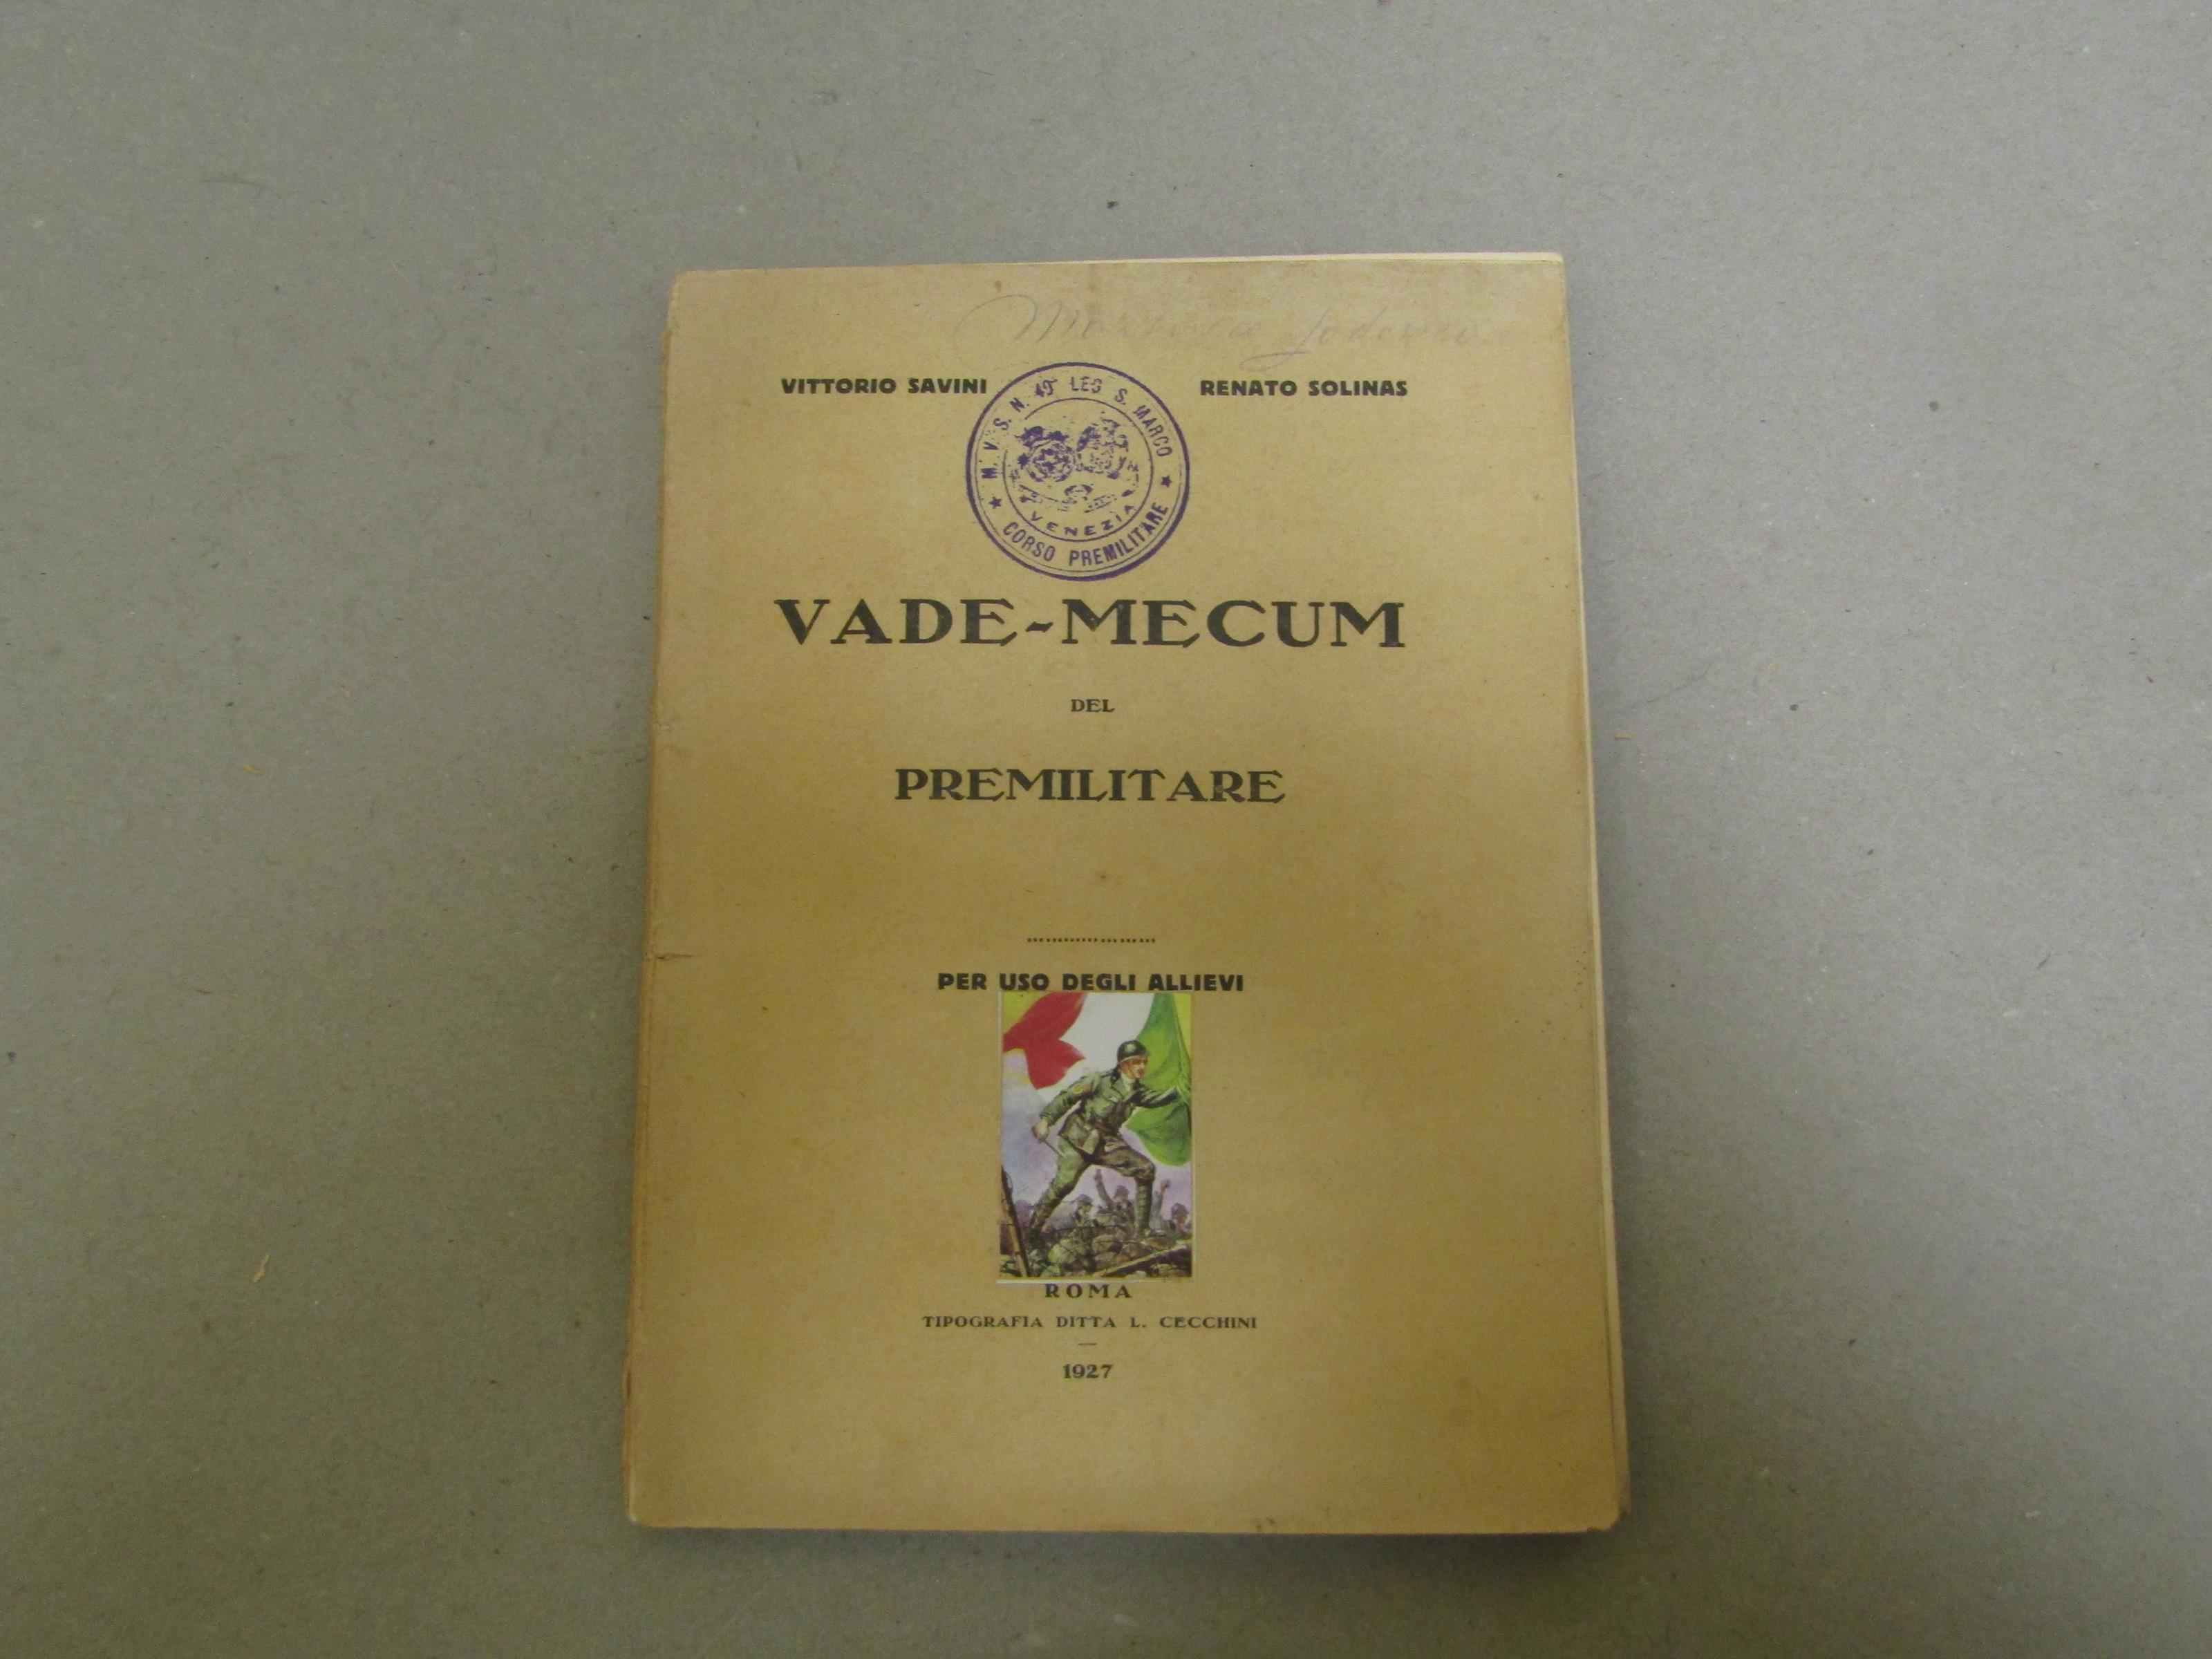 VITTORIO SAVINI
RENATO SOLINAS
M. V. S. N. 49ª LEG S. MARCO
VENEZIA
★ CORSO PREMILITARE ★
VADE-MECUM
DEL
PREMILITARE
PER USO DEGLI ALLIEVI
ROMA
TIPOGRAFIA DITTA L. CECCHINI
1927